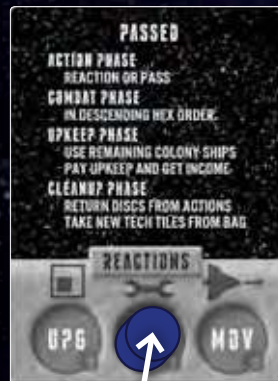 PASSED
ACTION PHASE
REACTION OR PASS
COMBAT PHASE
IN DESCENDING HEX ORDER.
UPKEEP PHASE
USE REMAINING COLONY SHIPS
PAY UPKEEP AND GET INCOME
CLEANUP PHASE
RETURN DISCS FROM ACTIONS
TAKE NEW TECH TILES FROM BAG
REACTIONS
UPG
MOV